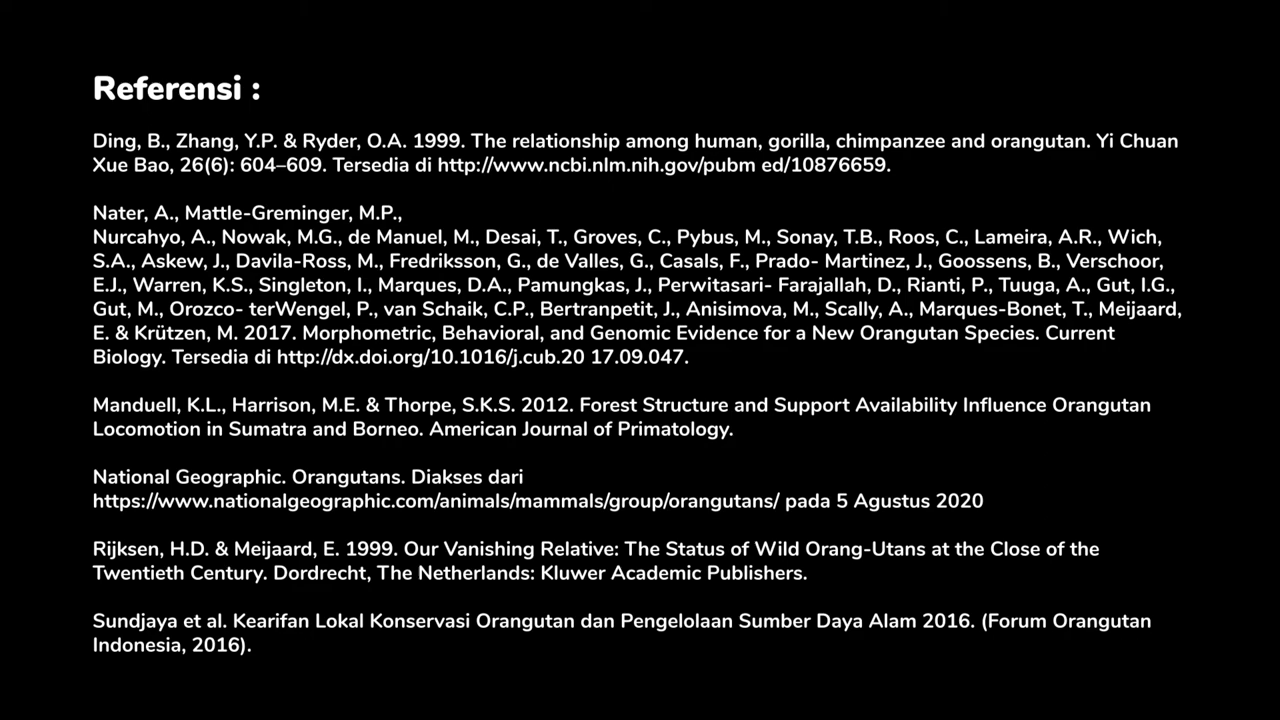 Referensi :
Ding, B., Zhang, Y.P. & Ryder, O.A. 1999. The relationship among human, gorilla, chimpanzee and orangutan. Yi Chuan
Xue Bao, 26(6): 604–609. Tersedia di http://www.ncbi.nlm.nih.gov/pubm ed/10876659.
Nater, A., Mattle-Greminger, M.P.,
Nurcahyo, A., Nowak, M.G., de Manuel, M., Desai, T., Groves, C., Pybus, M., Sonay, T.B., Roos, C., Lameira, A.R., Wich,
S.A., Askew, J., Davila-Ross, M., Fredriksson, G., de Valles, G., Casals, F., Prado- Martinez, J., Goossens, B., Verschoor,
E.J., Warren, K.S., Singleton, I., Marques, D.A., Pamungkas, J., Perwitasari- Farajallah, D., Rianti, P., Tuuga, A., Gut, I.G.,
Gut, M., Orozco- terWengel, P., van Schaik, C.P., Bertranpetit, J., Anisimova, M., Scally, A., Marques-Bonet, T., Meijaard,
E. & Krützen, M. 2017. Morphometric, Behavioral, and Genomic Evidence for a New Orangutan Species. Current
Biology. Tersedia di http://dx.doi.org/10.1016/j.cub.20 17.09.047.
Manduell, K.L., Harrison, M.E. & Thorpe, S.K.S. 2012. Forest Structure and Support Availability Influence Orangutan
Locomotion in Sumatra and Borneo. American Journal of Primatology.
National Geographic. Orangutans. Diakses dari
https://www.nationalgeographic.com/animals/mammals/group/orangutans/ pada 5 Agustus 2020
Rijksen, H.D. & Meijaard, E. 1999. Our Vanishing Relative: The Status of Wild Orang-Utans at the Close of the
Twentieth Century. Dordrecht, The Netherlands: Kluwer Academic Publishers.
Sundjaya et al. Kearifan Lokal Konservasi Orangutan dan Pengelolaan Sumber Daya Alam 2016. (Forum Orangutan
Indonesia, 2016).